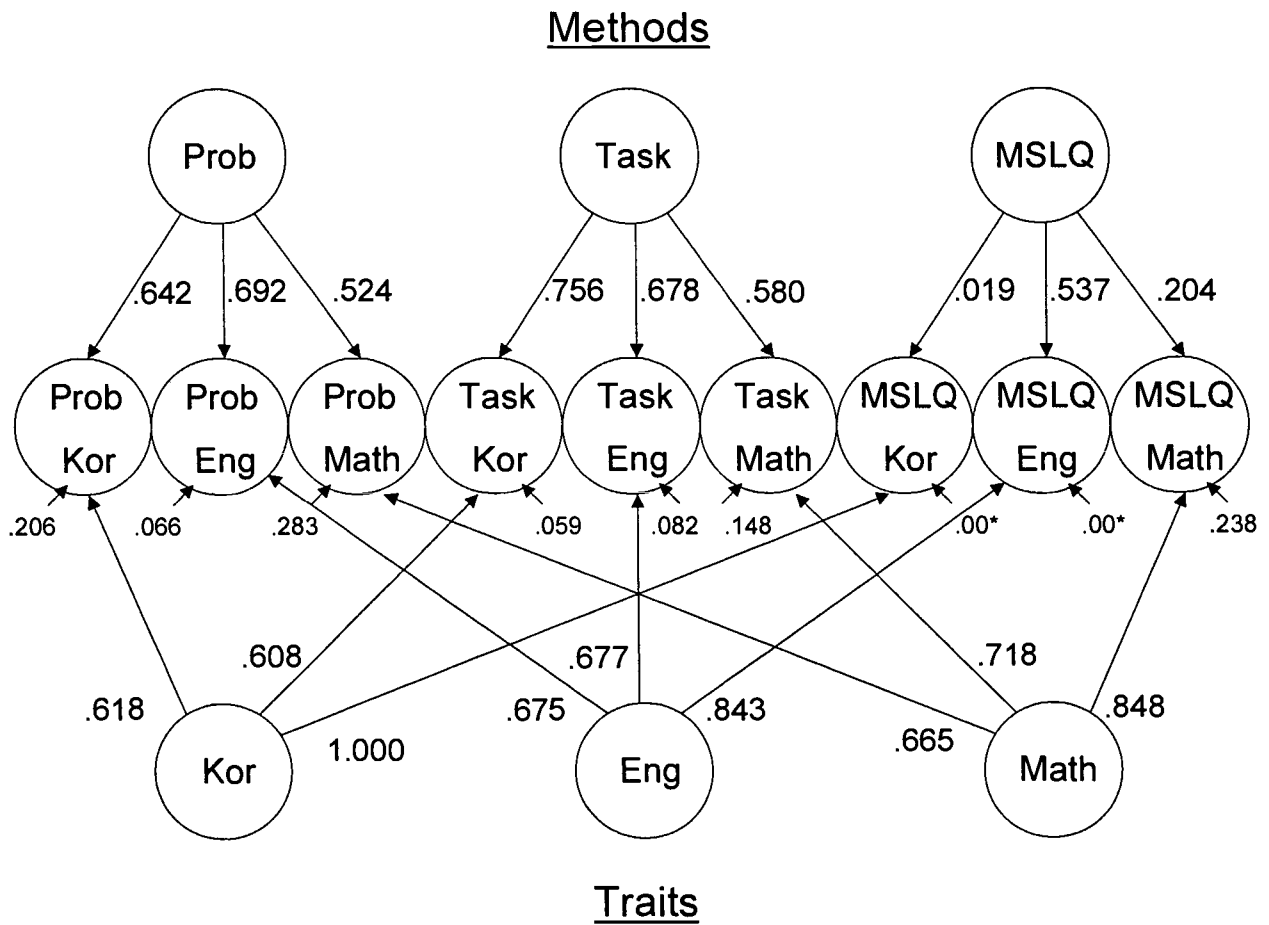 Methods
Prob Task MSLQ
.642 .692 .524 .756 .678 .580 .019 .537 .204
Prob Prob Prob Task Task Task MSLQ MSLQ MSLQ
Kor Eng Math Kor Eng Math Kor Eng Math
.206 .066 .283 .059 .082 .148 .00* .00* .238
.608 .677 .718
.618 .675 .843 .848
1.000 .665
Kor Eng Math
Traits